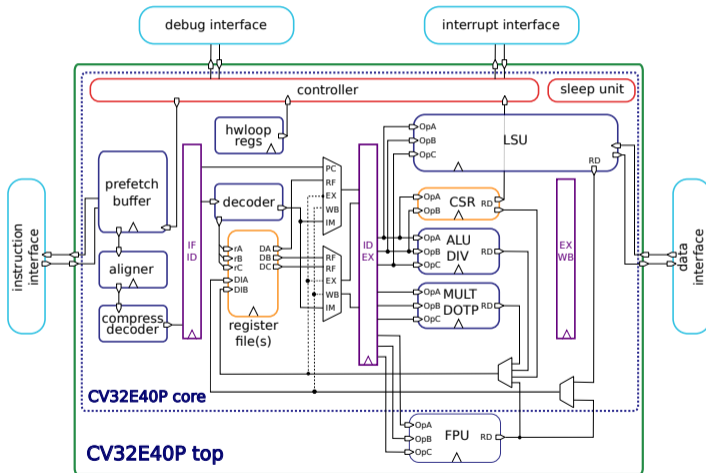 debug interface
interrupt interface
controller
sleep unit
hwloop
regs
OpA
OpB
OpC
LSU
RD
prefetch
buffer
IF
ID
decoder
PC
RF
EX
WB
IM
ID
EX
OpA
OpB
CSR
RD
EX
WB
instruction
interface
data
interface
aligner
rA
rB
rC
DIA
DIB
DA
DB
DC
register
file(s)
RF
RF
EX
WB
IM
OpA
OpB
OpC
ALU
DIV
RD
compress
decoder
OpA
OpB
OpC
MULT
DOTP
RD
CV32E40P core
OpA
OpB
OpC
FPU
RD
CV32E40P top